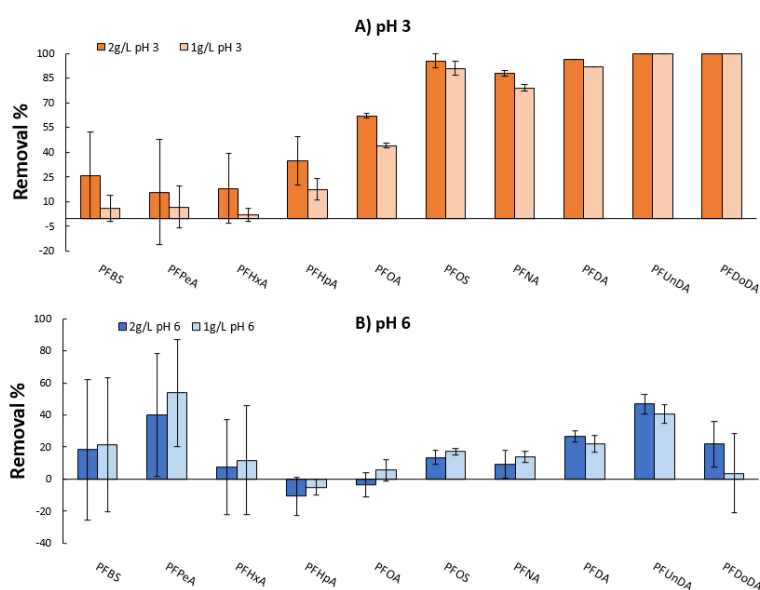 A) pH 3
2g/L pH 3
1g/L pH 3
Removal %
100
85
70
55
40
25
10
-5
-20
PFBS
PFPeA
PFHxA
PFHpA
PFOA
PFOS
PFNA
PFDA
PFUnDA
PFDoDA
B) pH 6
2g/L pH 6
1g/L pH 6
Removal %
100
80
60
40
20
0
-20
-40
PFBS
PFPeA
PFHxA
PFHpA
PFOA
PFOS
PFNA
PFDA
PFUnDA
PFDoDA